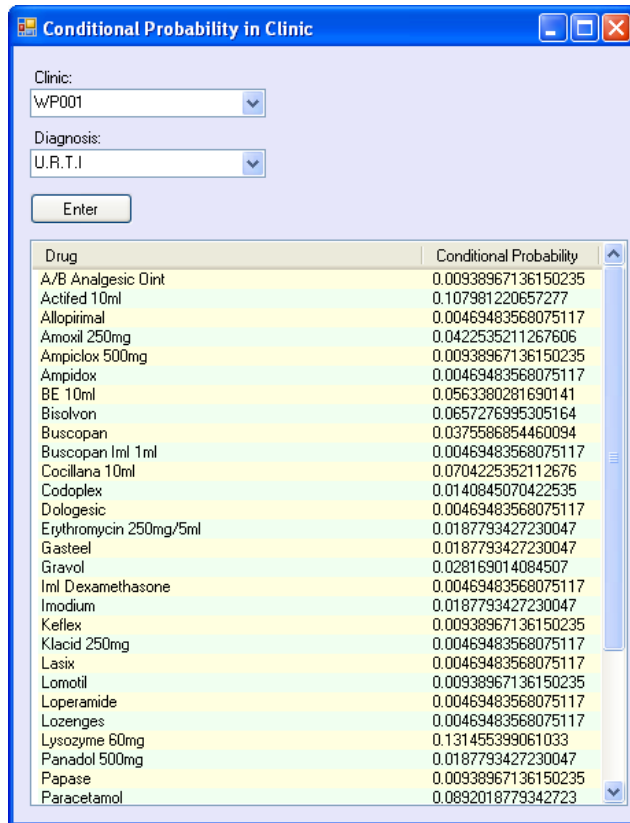 Conditional Probability in Clinic
Clinic:
WP001
Diagnosis:
U.R.T.I
Enter
Drug Conditional Probability
A/B Analgesic Oint 0.00938967136150235
Actifed 10ml 0.107981220657277
Allopirimal 0.00469483568075117
Amoxil 250mg 0.0422535211267606
Ampiclox 500mg 0.00938967136150235
Ampidox 0.00469483568075117
BE 10ml 0.0563380281690141
Bisolvon 0.0657276995305164
Buscopan 0.0375586854460094
Buscopan Iml 1ml 0.00469483568075117
Cocillana 10ml 0.0704225352112676
Codoplex 0.0140845070422535
Dologesic 0.00469483568075117
Erythromycin 250mg/5ml 0.0187793427230047
Gasteel 0.0187793427230047
Gravol 0.028169014084507
Iml Dexamethasone 0.00469483568075117
Imodium 0.0187793427230047
Keflex 0.00938967136150235
Klacid 250mg 0.00469483568075117
Lasix 0.00469483568075117
Lomotil 0.00938967136150235
Loperamide 0.00469483568075117
Lozenges 0.00469483568075117
Lysozyme 60mg 0.131455399061033
Panadol 500mg 0.0187793427230047
Papase 0.00938967136150235
Paracetamol 0.0892018779342723